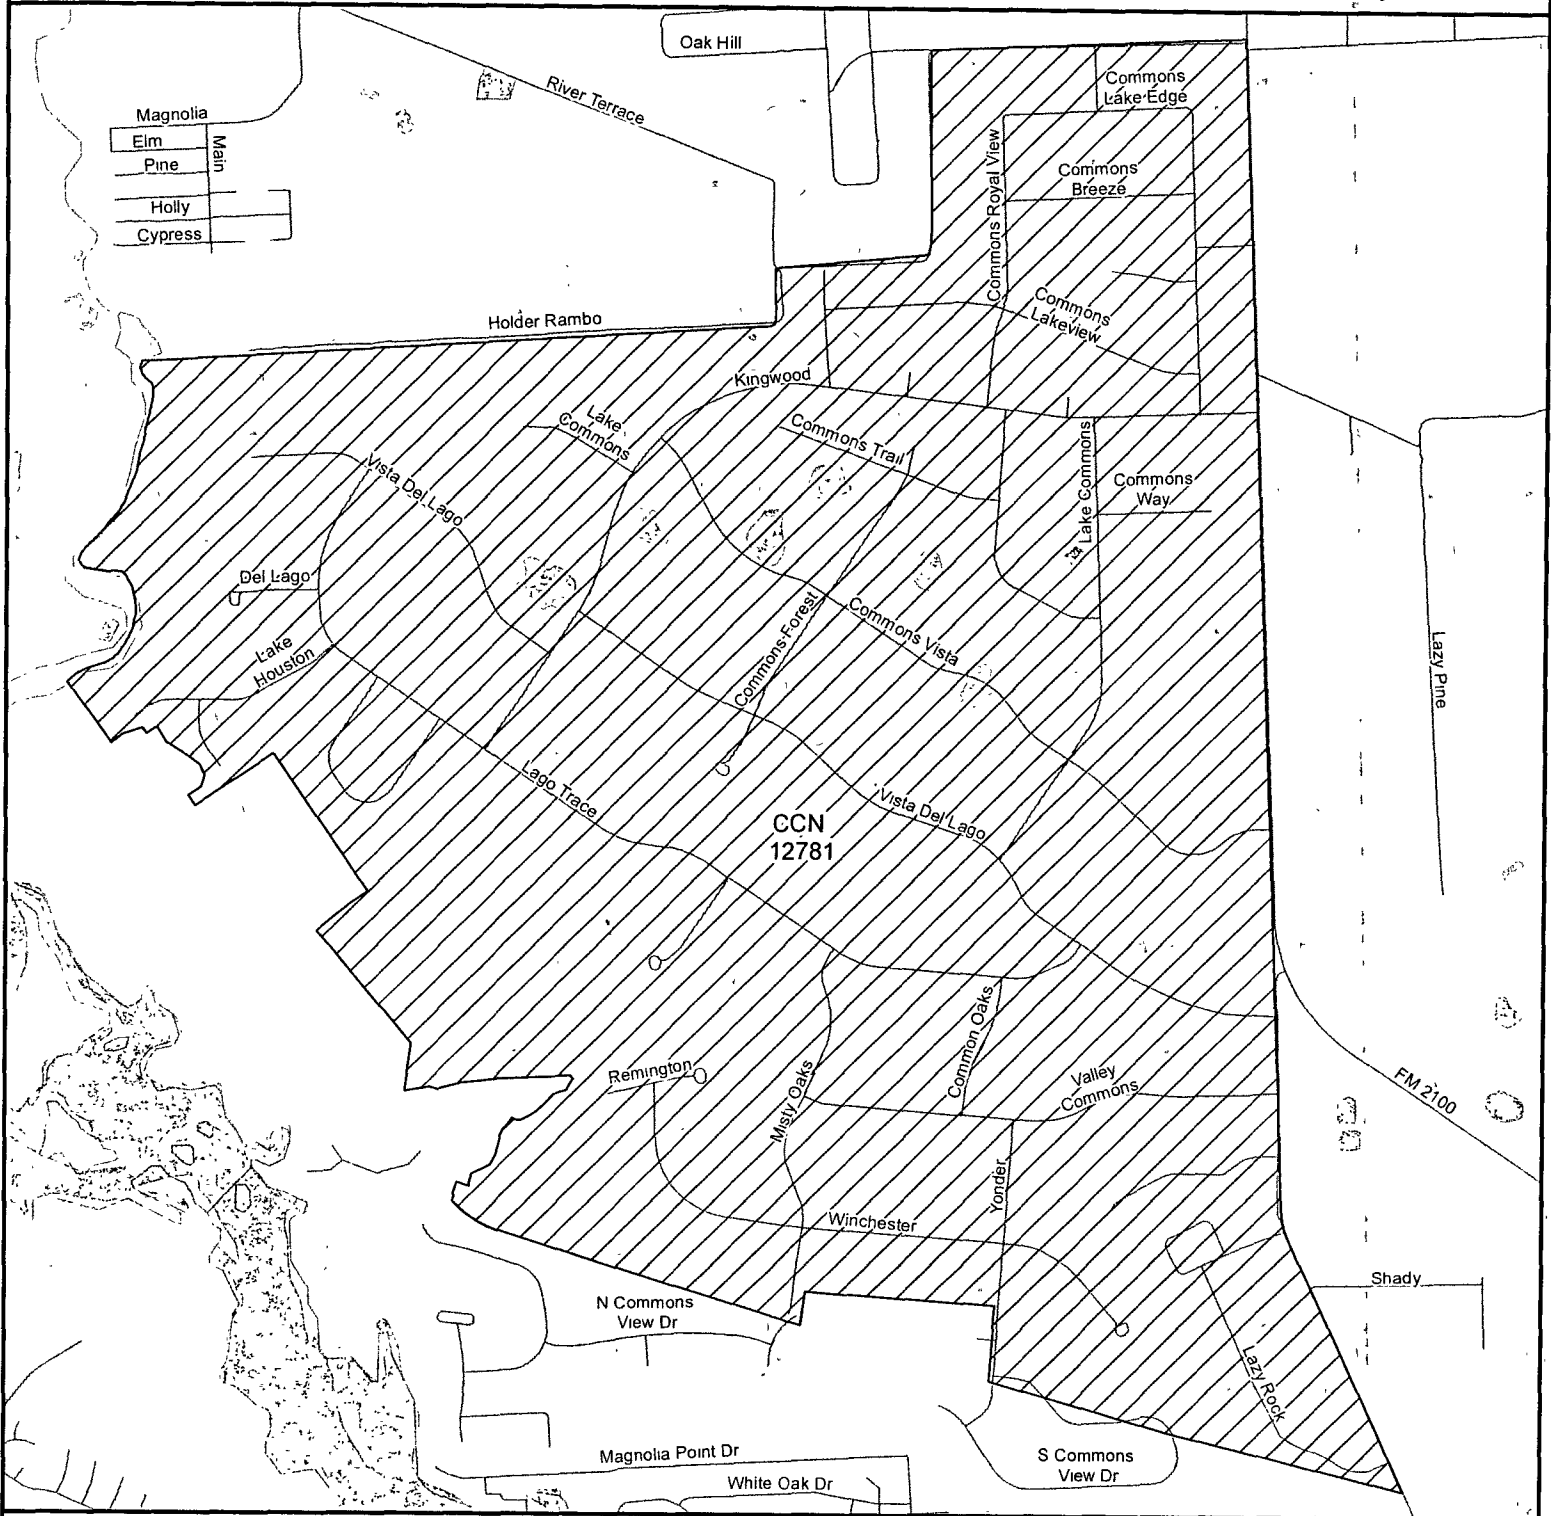 Oak Hill
River Terrace
Commons
Lake Edge
Magnolia
Elm
Main
Pine
Holly
Cypress
Commons Royal View
Commons
Breeze
Commons
Lakeview
Holder Rambo
Kingwood
Lake
Commons
Commons Trail
Vista Del Lago
Lake Commons
Commons
Way
Del Lago
Lake
Houston
Commons Forest
Commons Vista
Lazy Pine
Lago Trace
Vista Del Lago
CCN
12781
Remington
Misty Oaks
Common Oaks
Valley
Commons
FM 2100
Yonder
Winchester
Shady
N Commons
View Dr
Lazy Rock
Magnolia Point Dr
S Commons
View Dr
White Oak Dr